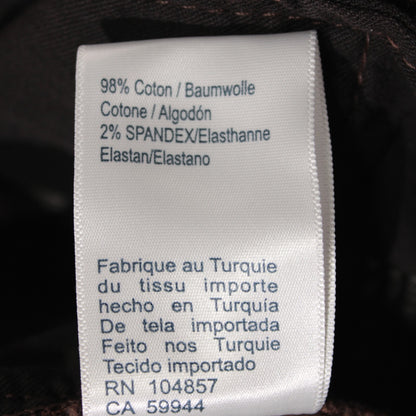 98% Coton / Baumwolle
Cotone / Algodón
2% SPANDEX/Elasthanne
Elastan/Elastano
Fabrique au Turquie
du tissu importe
hecho en Turquía
De tela importada
Feito nos Turquie
Tecido importado
RN 104857
CA 59944